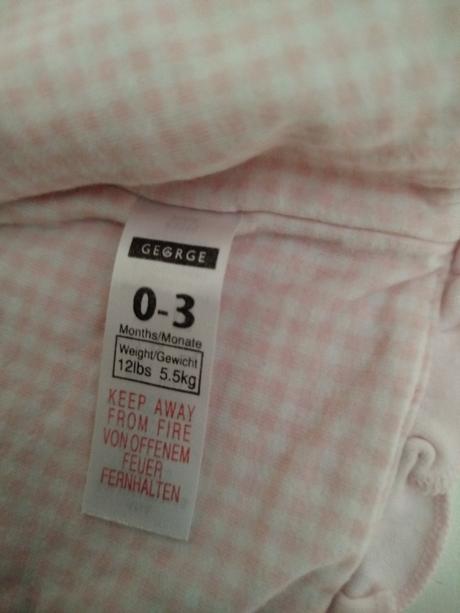 GEORGE
0-3
Months/Monate
Weight/Gewicht
12lbs 5.5kg
KEEP AWAY
FROM FIRE
VON OFFENEM
FEUER
FERNHALTEN